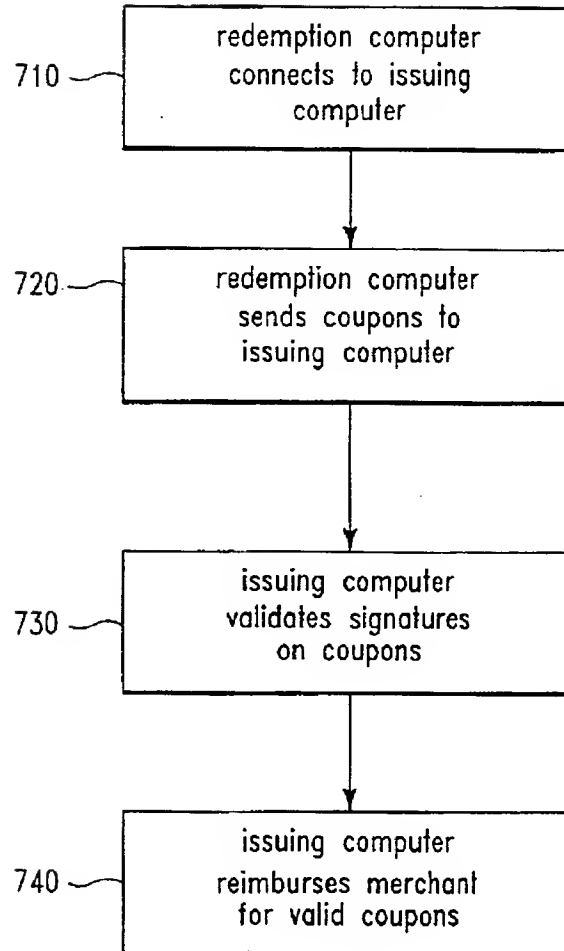 redemption computer
710 connects to issuing
computer
720 redemption computer
sends coupons to
issuing computer
issuing computer
730 validates signatures
on coupons
issuing computer
740 reimburses merchant
for valid coupons